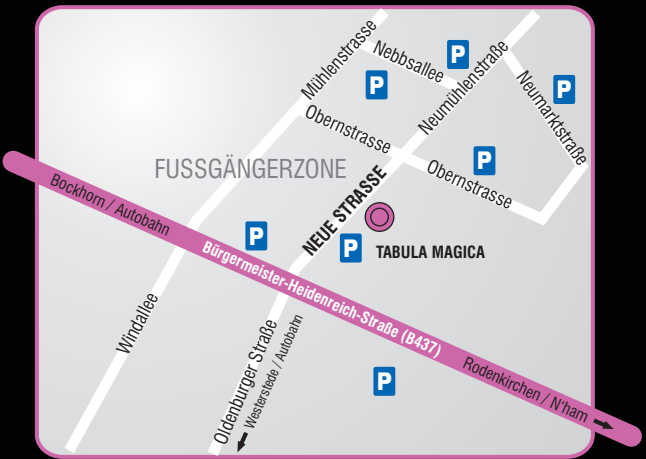 Mühlenstrasse
Nebbsallee
P
P
Neumühlenstraße
P
Neumarktstraße
Obernstrasse
Obernstrasse
P
FUSSGÄNGERZONE
NEUE STRASSE
Bockhorn / Autobahn
P
P
TABULA MAGICA
Bürgermeister-Heidenreich-Straße (B437)
Windallee
Oldenburger Straße
Westerstede / Autobahn
P
Rodenkirchen / N'ham